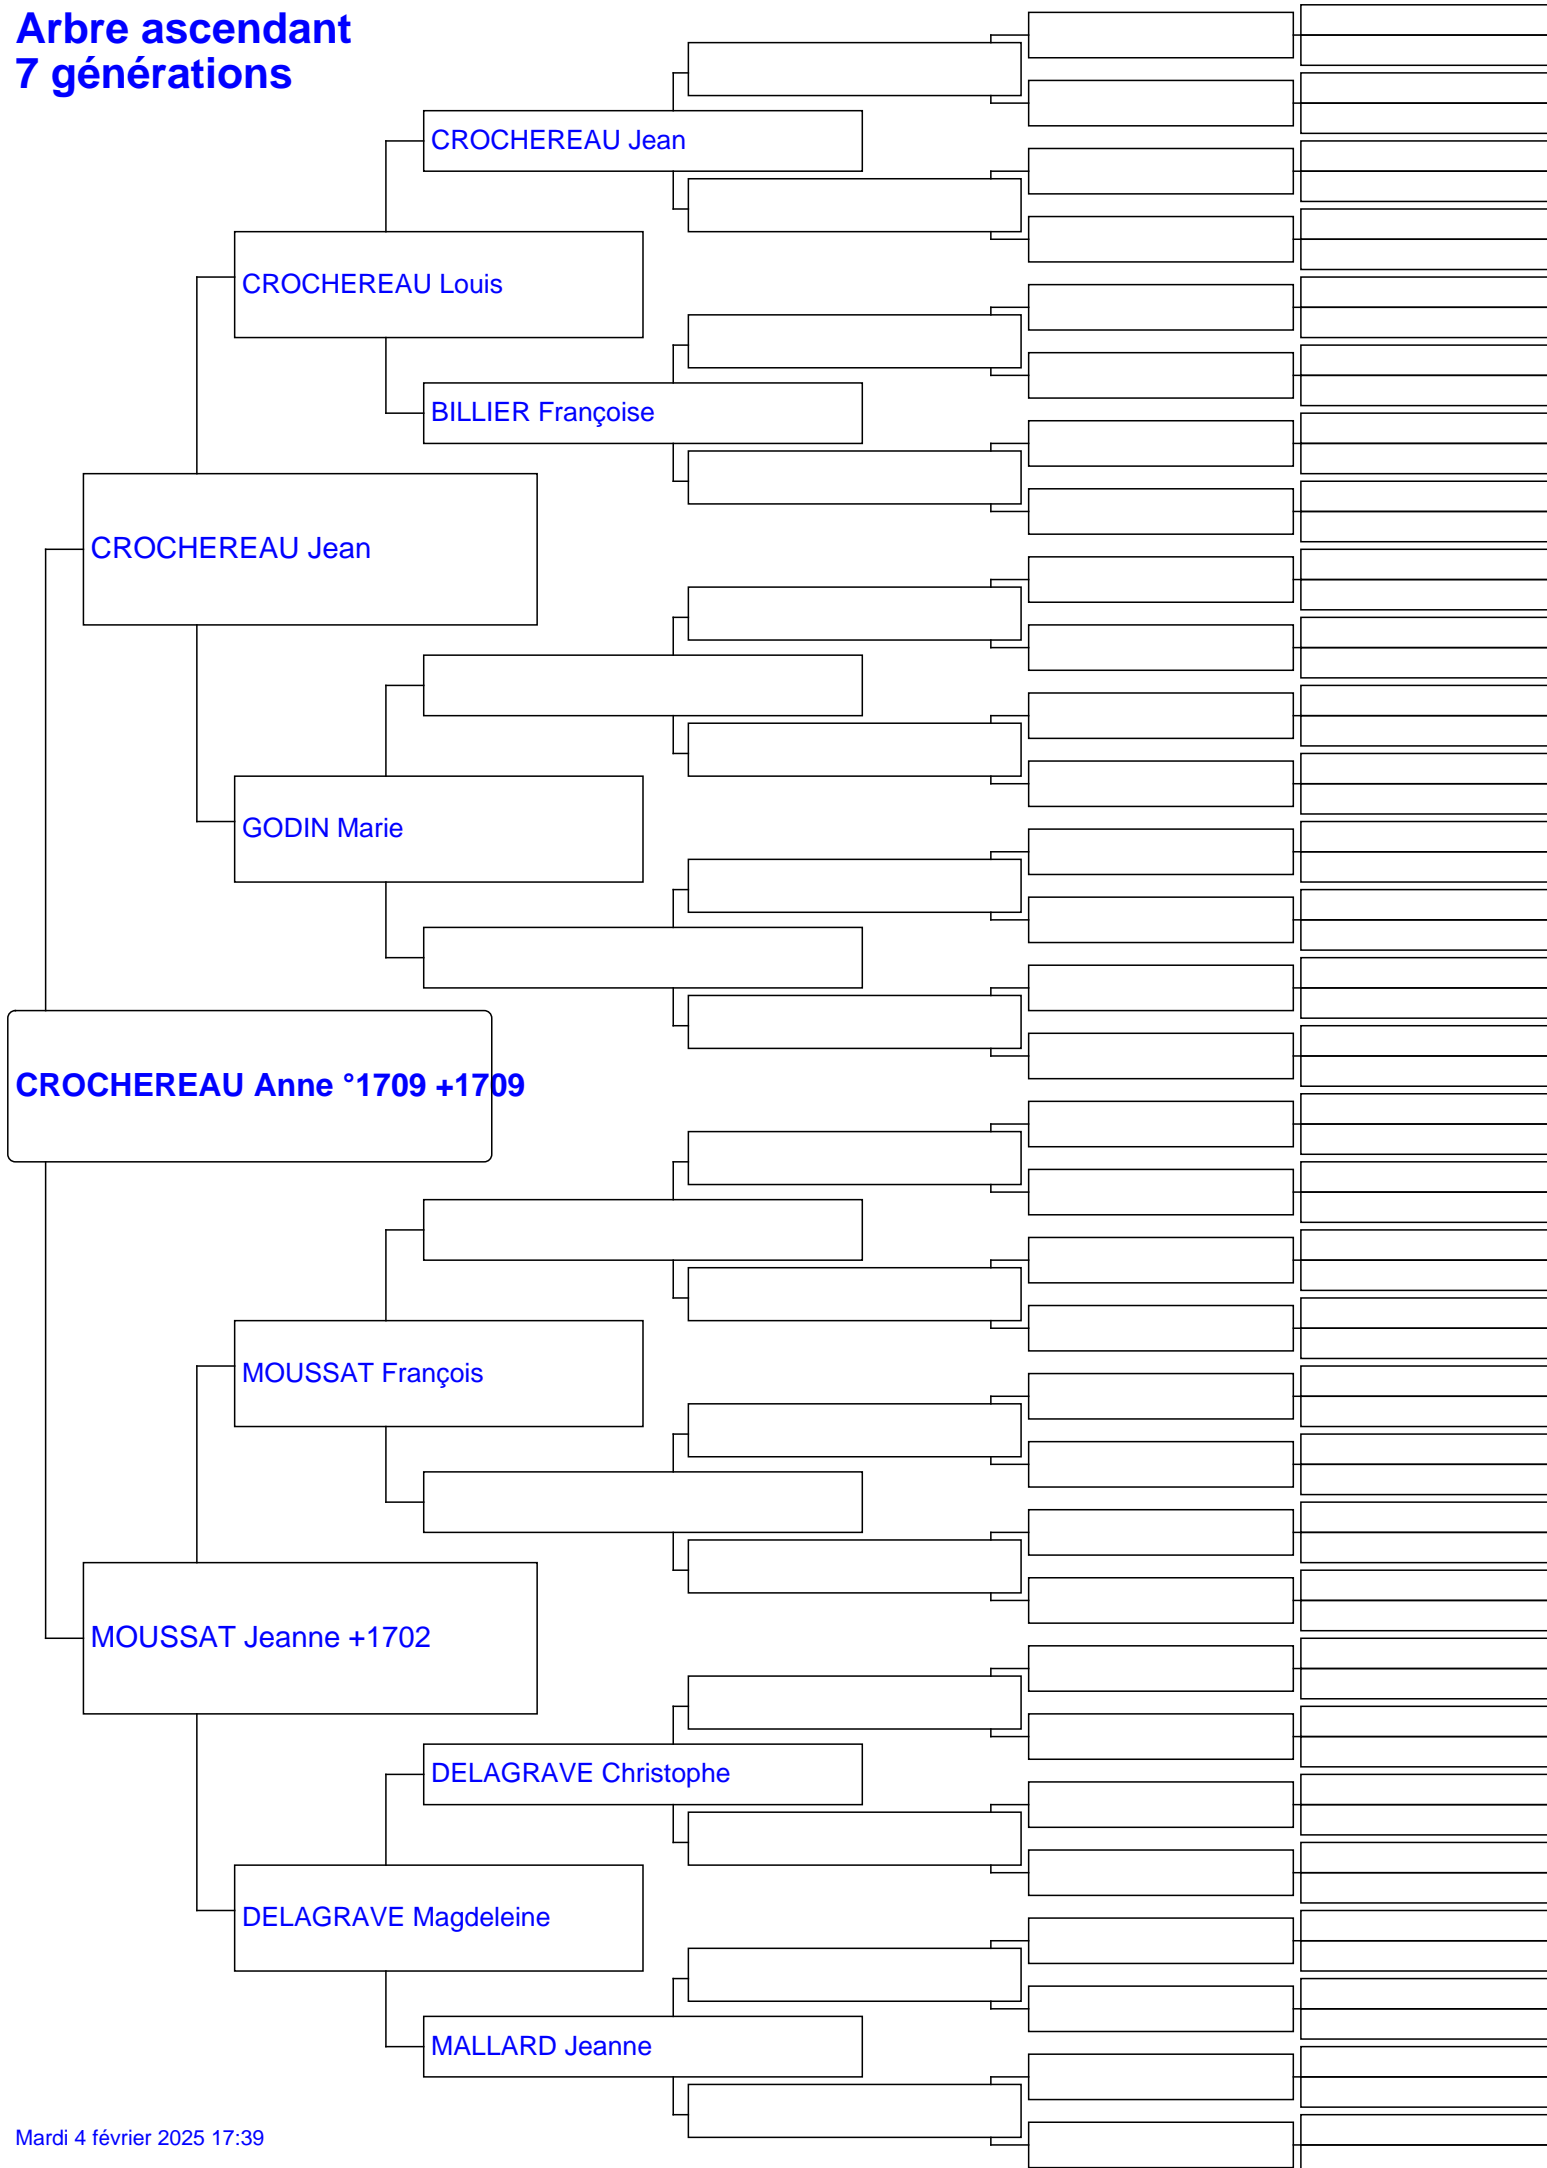 Arbre ascendant
7 générations
CROCHEREAU Jean
CROCHEREAU Louis
BILLIER Françoise
CROCHEREAU Jean
GODIN Marie
CROCHEREAU Anne °1709 +1709
MOUSSAT François
MOUSSAT Jeanne +1702
DELAGRAVE Christophe
DELAGRAVE Magdeleine
MALLARD Jeanne
Mardi 4 février 2025 17:39